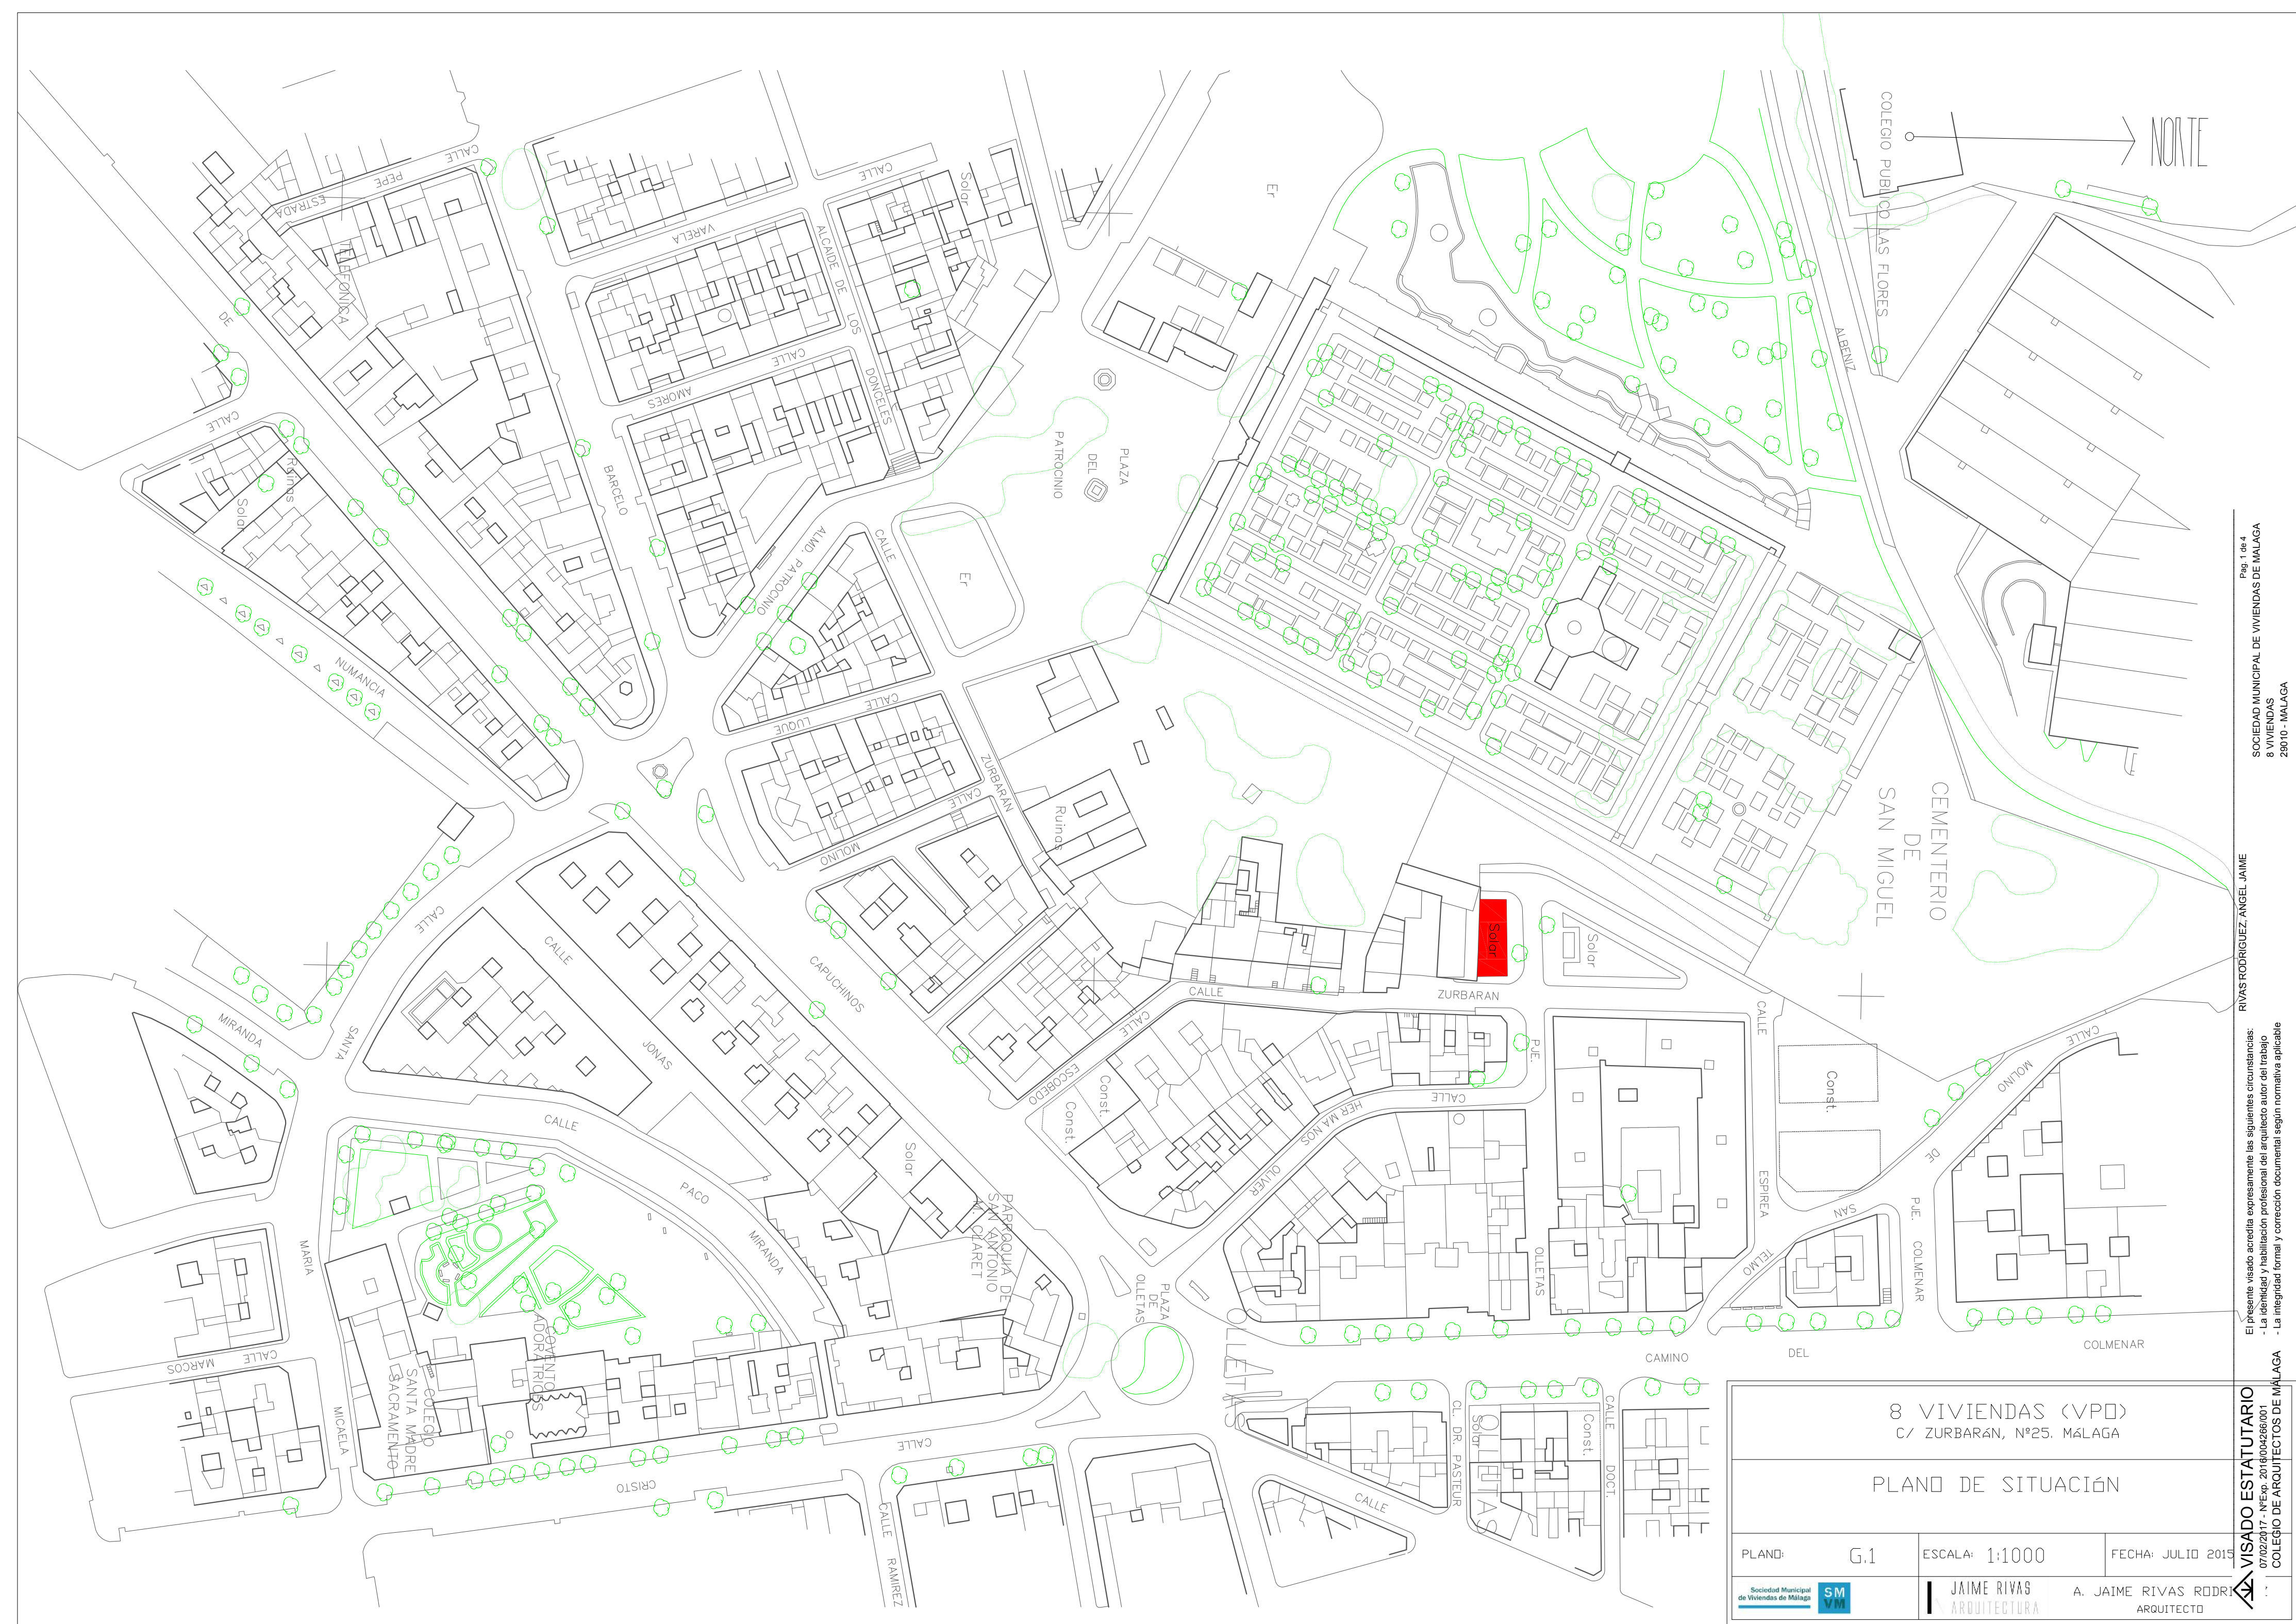 NORTE
COLEGIO PUBLICO LAS FLORES
CALLE
PEPE
ESTRADA
TELEFONICA
DE
CALLE
VARELA
ALCAIDE DE LOS DONCELES
Solar
Er
ALBENIZ
CALLE
AMORES
CALLE
Ruinas
Solar
BARCELO
PLAZA
DEL
PATROCINIO
ALMD. PATROCINIO
CALLE
Er
NUMANCIA
CALLE
LUQUE
ZURBARÁN
CALLE
MOLINO
Ruinas
CEMENTERIO
DE
SAN MIGUEL
CALLE
CALLE
CAPUCHINOS
Solar
Solar
CALLE
ZURBARAN
CALLE
MIRANDA
SANTA
JONAS
CALLE
ESCOBEDO
Const.
Const.
PJE.
CALLE
HERMANOS
OLIVER
Const.
CALLE
MOLINO
DE
SAN
TELMO
CALLE
PACO
MIRANDA
Solar
PARROQUIA DE
SAN ANTONIO
M. CLARET
ESPIREA
OLLETAS
PJE. COLMENAR
MARIA
PLAZA
DE
OLLETAS
OLLETAS
CAMINO
DEL
COLMENAR
CALLE
MARCOS
MICAELA
COLEGIO
SANTA MADRE
SACRAMENTO
COVENTO
ADORATRICES
CALLE
CRISTO
CALLE RAMIREZ
CALLE
CL. DR. PASTEUR
Solar
OLLETAS
Const.
CALLE DOCT.
8 VIVIENDAS (VPO)
C/ ZURBARáN, Nº25. MáLAGA
PLANO DE SITUACIóN
PLANO: G.1
ESCALA: 1:1000
FECHA: JULIO 2015
Sociedad Municipal
de Viviendas de Málaga
SM
VM
JAIME RIVAS
ARQUITECTURA
A. JAIME RIVAS RODRI
ARQUITECTO
Pag. 1 de 4
SOCIEDAD MUNICIPAL DE VIVIENDAS DE MALAGA
8 VIVIENDAS
29010 - MALAGA
RIVAS RODRIGUEZ, ANGEL JAIME
El presente visado acredita expresamente las siguientes circunstancias:
- La identidad y habilitación profesional del arquitecto autor del trabajo
- La integridad formal y corrección documental según normativa aplicable
VISADO ESTATUTARIO
07/02/2017 - NºExp. 2016/004266/001
COLEGIO DE ARQUITECTOS DE MÁLAGA